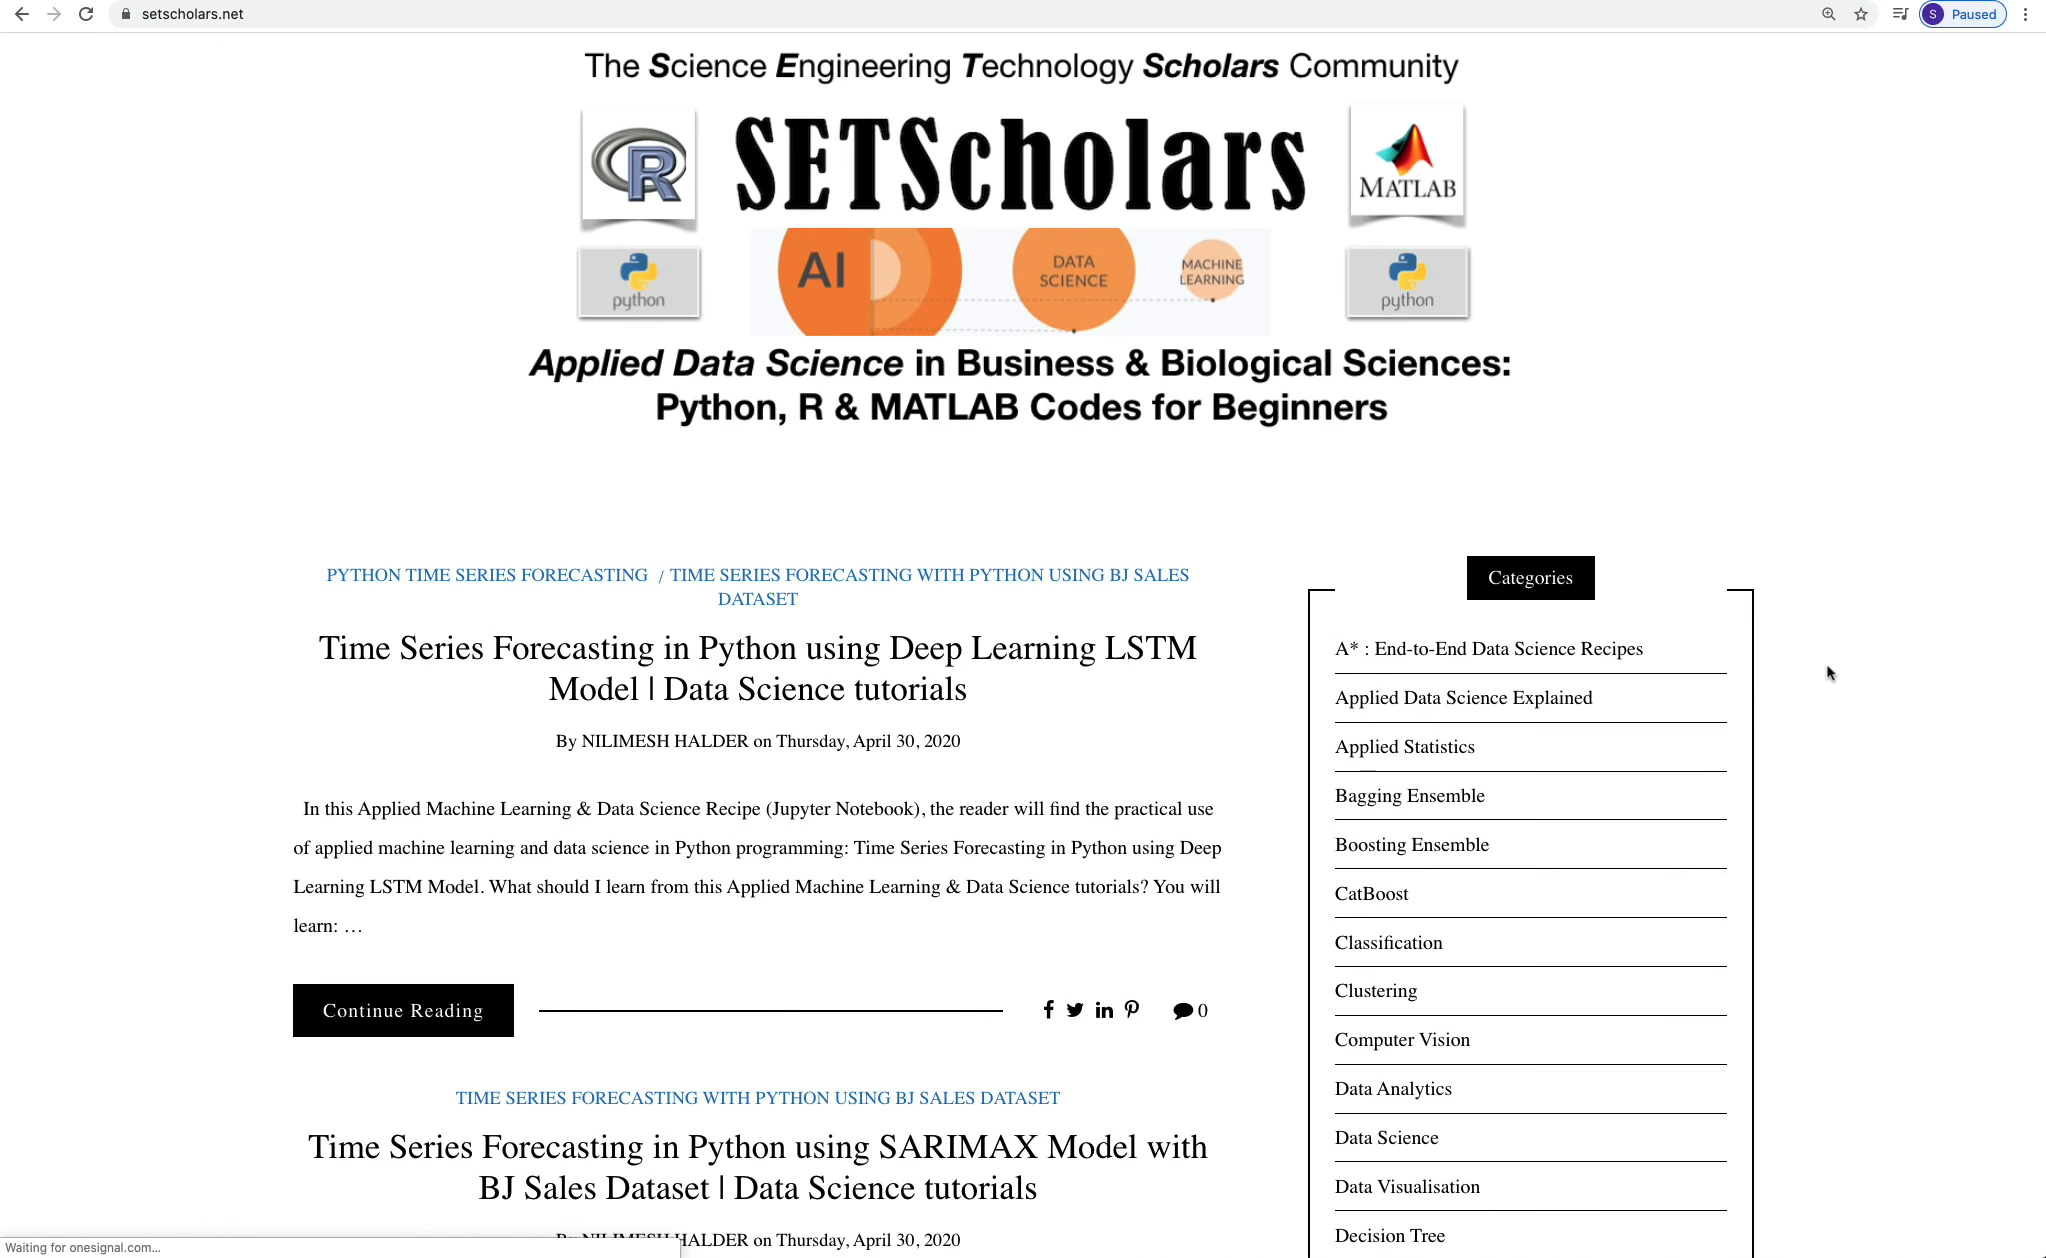 setscholars.net
S Paused
The Science Engineering Technology Scholars Community
R
SETScholars
MATLAB
python
AI
DATA SCIENCE
MACHINE LEARNING
python
Applied Data Science in Business & Biological Sciences:
Python, R & MATLAB Codes for Beginners
PYTHON TIME SERIES FORECASTING / TIME SERIES FORECASTING WITH PYTHON USING BJ SALES
DATASET
Time Series Forecasting in Python using Deep Learning LSTM
Model | Data Science tutorials
By NILIMESH HALDER on Thursday, April 30, 2020
In this Applied Machine Learning & Data Science Recipe (Jupyter Notebook), the reader will find the practical use
of applied machine learning and data science in Python programming: Time Series Forecasting in Python using Deep
Learning LSTM Model. What should I learn from this Applied Machine Learning & Data Science tutorials? You will
learn: …
Continue Reading
0
TIME SERIES FORECASTING WITH PYTHON USING BJ SALES DATASET
Time Series Forecasting in Python using SARIMAX Model with
BJ Sales Dataset | Data Science tutorials
HALDER on Thursday, April 30, 2020
Categories
A* : End-to-End Data Science Recipes
Applied Data Science Explained
Applied Statistics
Bagging Ensemble
Boosting Ensemble
CatBoost
Classification
Clustering
Computer Vision
Data Analytics
Data Science
Data Visualisation
Decision Tree
Waiting for onesignal.com...